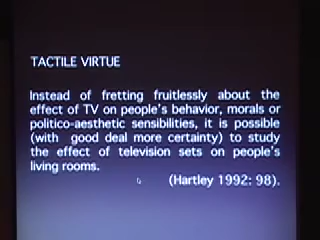 TACTILE VIRTUE
Instead of fretting fruitlessly about the
effect of TV on people's behavior, morals or
politico-aesthetic sensibilities, it is possible
(with good deal more certainty) to study
the effect of television sets on people's
living rooms.
(Hartley 1992: 98).